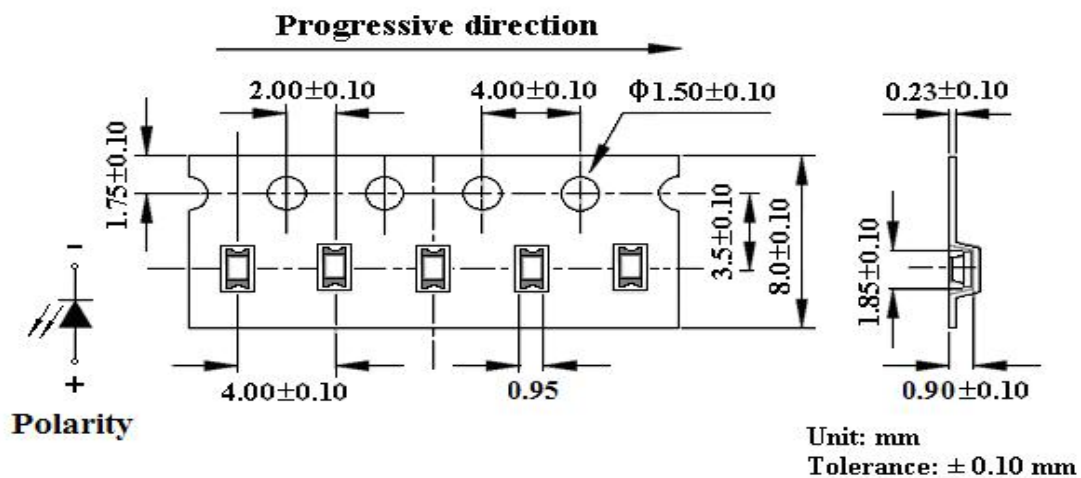 Progressive direction
2.00±0.10
4.00±0.10
Φ1.50±0.10
0.23±0.10
1.75±0.10
3.5±0.10
8.0±0.10
1.85±0.10
-
+
Polarity
4.00±0.10
0.95
0.90±0.10
Unit: mm
Tolerance: ± 0.10 mm